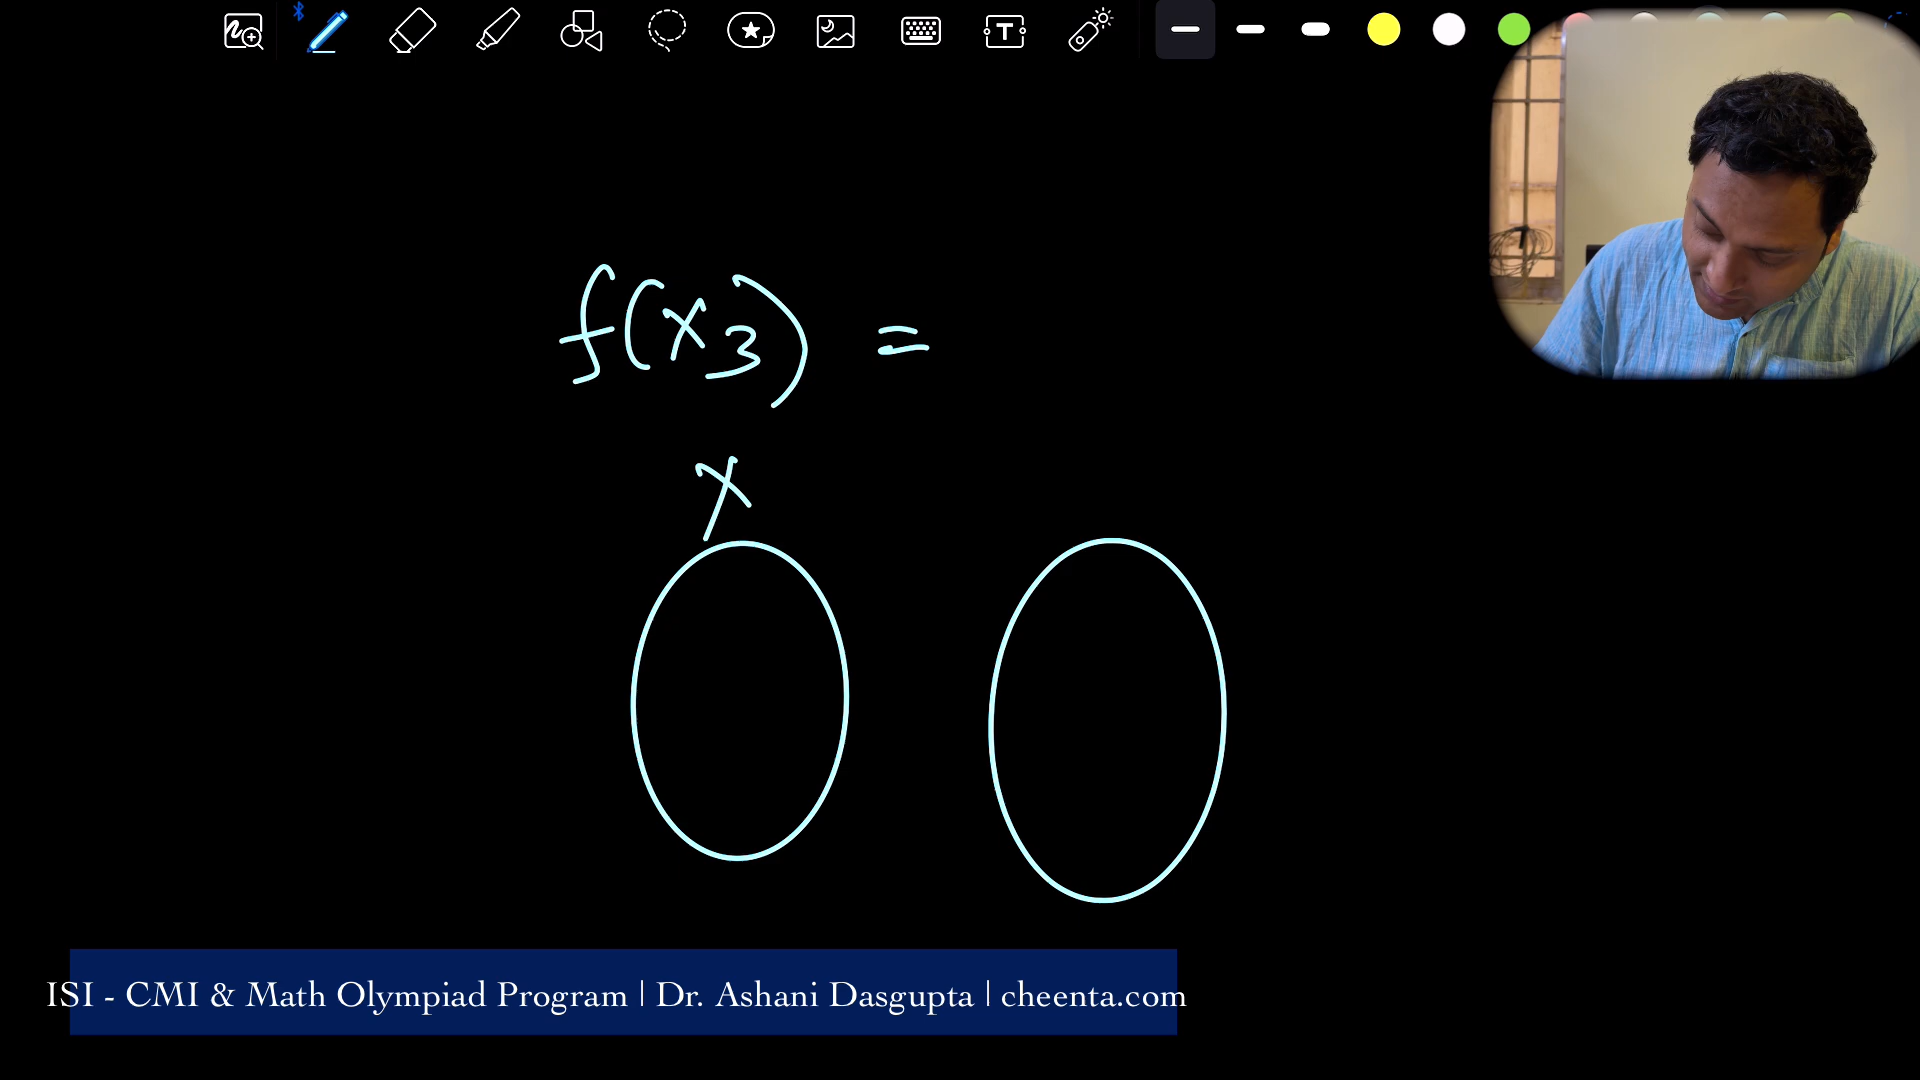 T
f(x₃) =
X
ISI - CMI & Math Olympiad Program | Dr. Ashani Dasgupta | cheenta.com